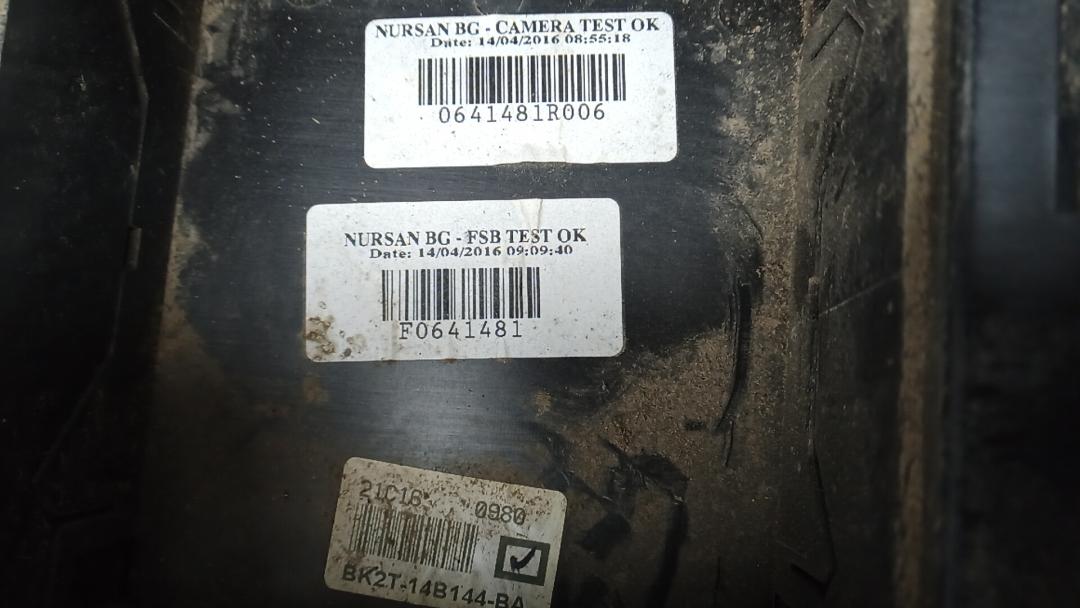 NURSAN BG - CAMERA TEST OK
Date: 14/04/2016 08:55:18
0641481R006
NURSAN BG - FSB TEST OK
Date: 14/04/2016 09:09:40
F0641481
21C16 0980
BK2T-14B144-BA